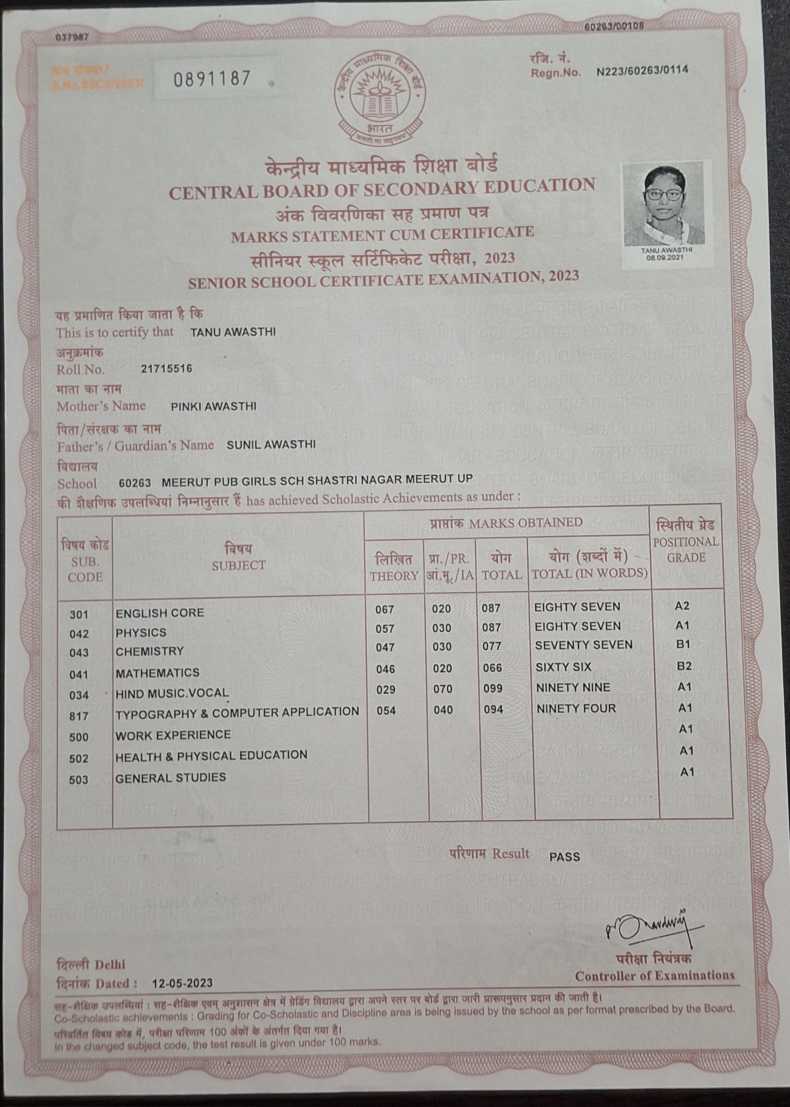 037987
60263/00108
0891187
रजि. नं.
Regn.No. N223/60263/0114
केन्द्रीय माध्यमिक शिक्षा बोर्ड
भारत
केन्द्रीय माध्यमिक शिक्षा बोर्ड
CENTRAL BOARD OF SECONDARY EDUCATION
अंक विवरणिका सह प्रमाण पत्र
MARKS STATEMENT CUM CERTIFICATE
सीनियर स्कूल सर्टिफिकेट परीक्षा, 2023
SENIOR SCHOOL CERTIFICATE EXAMINATION, 2023
TANU AWASTHI
08.09.2021
यह प्रमाणित किया जाता है कि
This is to certify that TANU AWASTHI
अनुक्रमांक
Roll No. 21715516
माता का नाम
Mother's Name PINKI AWASTHI
पिता/संरक्षक का नाम
Father's / Guardian's Name SUNIL AWASTHI
विद्यालय
School 60263 MEERUT PUB GIRLS SCH SHASTRI NAGAR MEERUT UP
की शैक्षणिक उपलब्धियां निम्नानुसार हैं has achieved Scholastic Achievements as under :
विषय कोड SUB. CODE
विषय SUBJECT
प्राप्तांक MARKS OBTAINED
लिखित THEORY
प्रा./PR. आं.मू./IA
योग TOTAL
योग (शब्दों में) TOTAL (IN WORDS)
स्थितीय ग्रेड POSITIONAL GRADE
301 ENGLISH CORE 067 020 087 EIGHTY SEVEN A2
042 PHYSICS 057 030 087 EIGHTY SEVEN A1
043 CHEMISTRY 047 030 077 SEVENTY SEVEN B1
041 MATHEMATICS 046 020 066 SIXTY SIX B2
034 HIND MUSIC.VOCAL 029 070 099 NINETY NINE A1
817 TYPOGRAPHY & COMPUTER APPLICATION 054 040 094 NINETY FOUR A1
500 WORK EXPERIENCE A1
502 HEALTH & PHYSICAL EDUCATION A1
503 GENERAL STUDIES A1
परिणाम Result PASS
दिल्ली Delhi
दिनांक Dated : 12-05-2023
परीक्षा नियंत्रक
Controller of Examinations
सह-शैक्षिक उपलब्धियां : सह-शैक्षिक एवम् अनुशासन क्षेत्र में ग्रेडिंग विद्यालय द्वारा अपने स्तर पर बोर्ड द्वारा जारी प्रारूपनुसार प्रदान की जाती है।
Co-Scholastic achievements : Grading for Co-Scholastic and Discipline area is being issued by the school as per format prescribed by the Board.
परिवर्तित विषय कोड में, परीक्षा परिणाम 100 अंकों के अंतर्गत दिया गया है।
In the changed subject code, the test result is given under 100 marks.